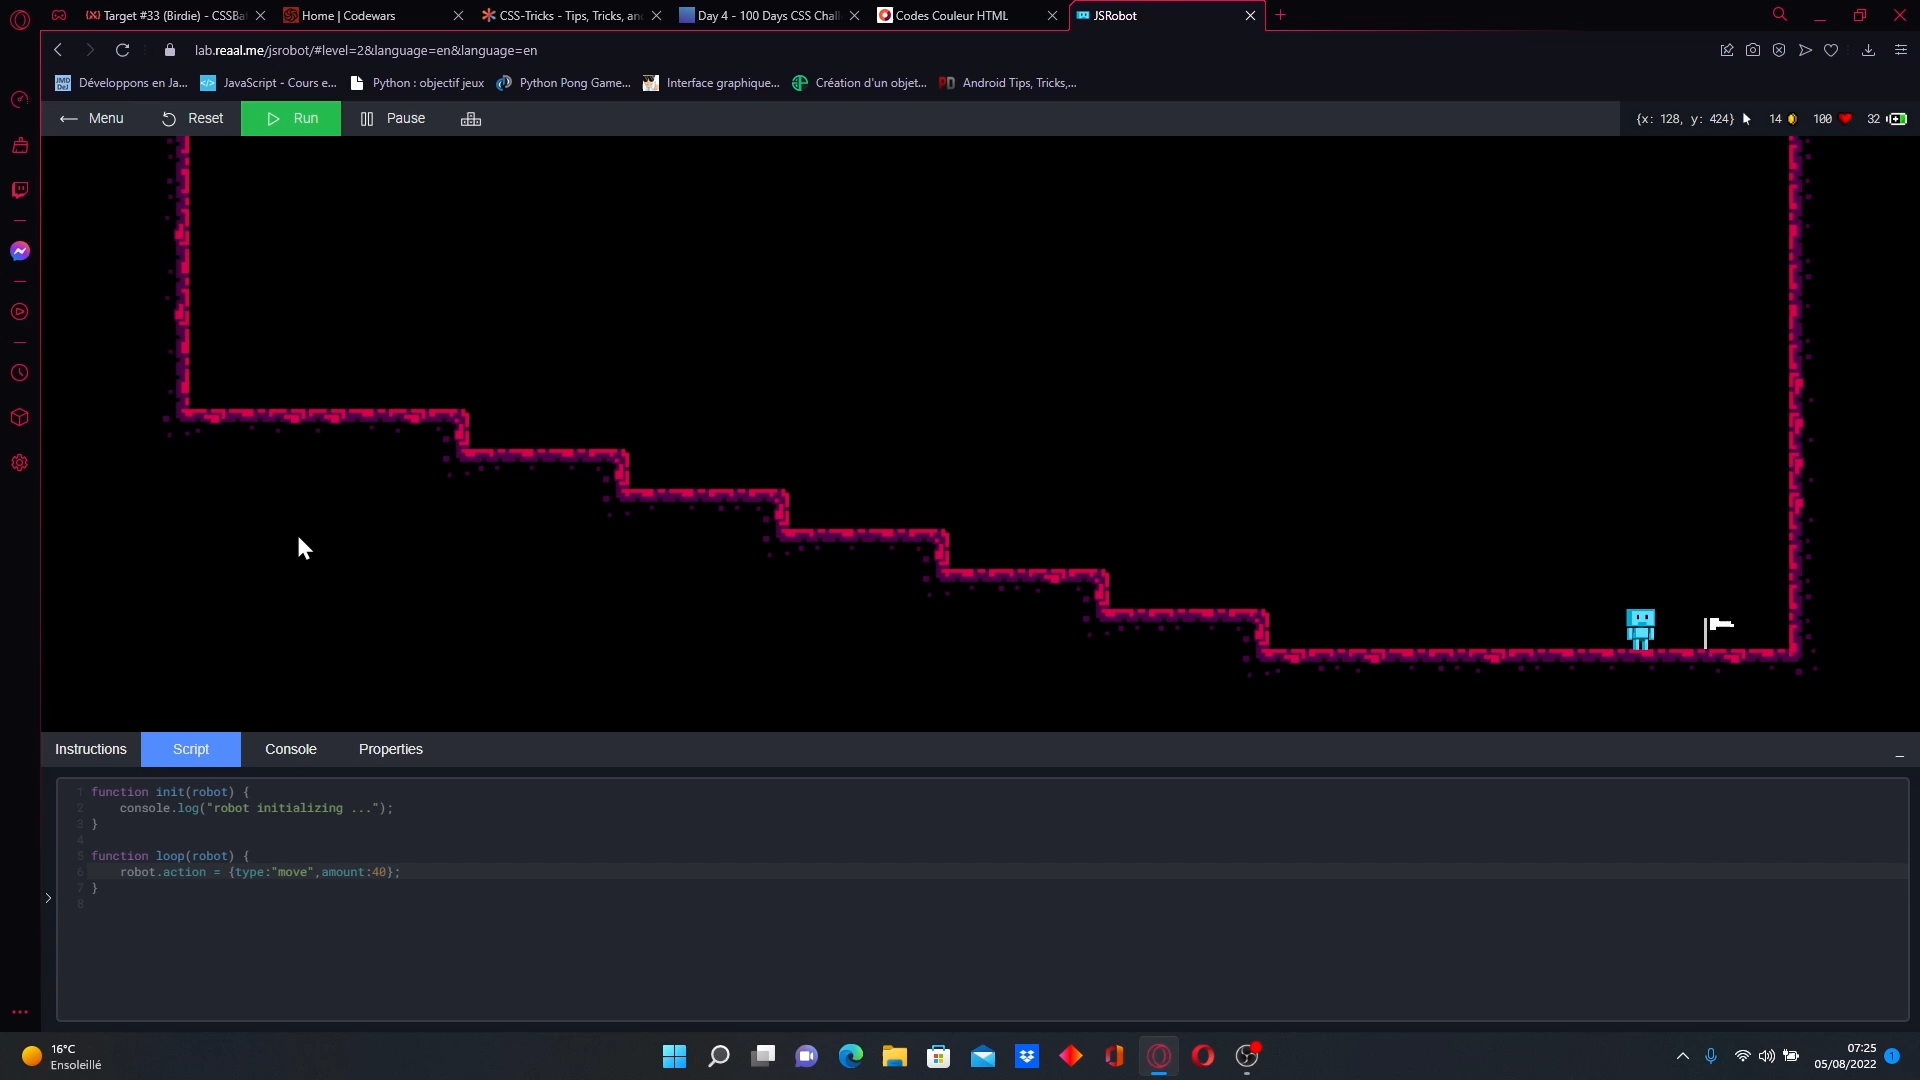 Target #33 (Birdie) - CSSBa
Home | Codewars
CSS-Tricks - Tips, Tricks, an
Day 4 - 100 Days CSS Chall
Codes Couleur HTML
JSRobot
lab.reaal.me/jsrobot/#level=2&language=en&language=en
Développons en Ja...
JavaScript - Cours e...
Python : objectif jeux
Python Pong Game...
Interface graphique...
Création d'un objet...
Android Tips, Tricks,...
Menu
Reset
Run
Pause
{x: 128, y: 424}
14
100
32
Instructions
Script
Console
Properties
1 function init(robot) {
2 console.log("robot initializing ...");
3 }
4
5 function loop(robot) {
6 robot.action = {type:"move",amount:40};
7 }
8
16°C
Ensoleillé
07:25
05/08/2022
1